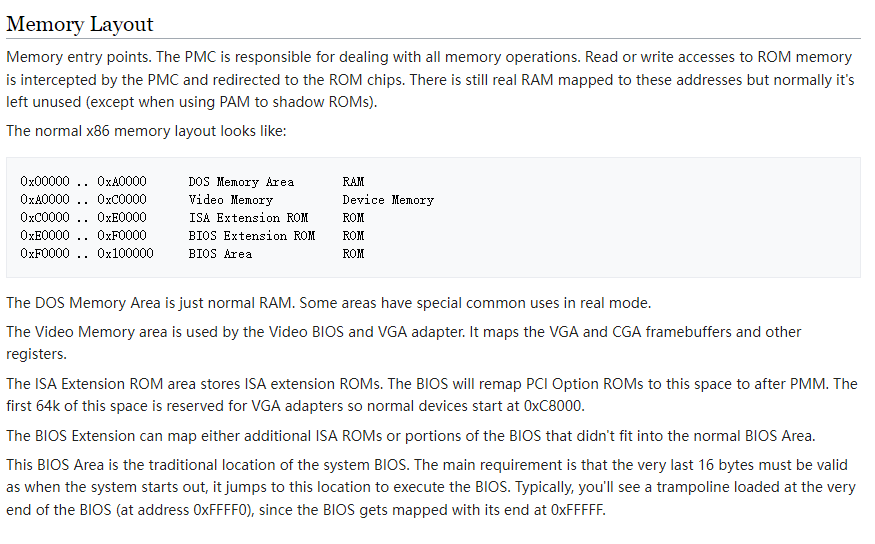 Memory Layout
Memory entry points. The PMC is responsible for dealing with all memory operations. Read or write accesses to ROM memory
is intercepted by the PMC and redirected to the ROM chips. There is still real RAM mapped to these addresses but normally it's
left unused (except when using PAM to shadow ROMs).
The normal x86 memory layout looks like:
0x00000 .. 0xA0000 DOS Memory Area RAM
0xA0000 .. 0xC0000 Video Memory Device Memory
0xC0000 .. 0xE0000 ISA Extension ROM ROM
0xE0000 .. 0xF0000 BIOS Extension ROM ROM
0xF0000 .. 0x100000 BIOS Area ROM
The DOS Memory Area is just normal RAM. Some areas have special common uses in real mode.
The Video Memory area is used by the Video BIOS and VGA adapter. It maps the VGA and CGA framebuffers and other
registers.
The ISA Extension ROM area stores ISA extension ROMs. The BIOS will remap PCI Option ROMs to this space to after PMM. The
first 64k of this space is reserved for VGA adapters so normal devices start at 0xC8000.
The BIOS Extension can map either additional ISA ROMs or portions of the BIOS that didn't fit into the normal BIOS Area.
This BIOS Area is the traditional location of the system BIOS. The main requirement is that the very last 16 bytes must be valid
as when the system starts out, it jumps to this location to execute the BIOS. Typically, you'll see a trampoline loaded at the very
end of the BIOS (at address 0xFFFF0), since the BIOS gets mapped with its end at 0xFFFFF.